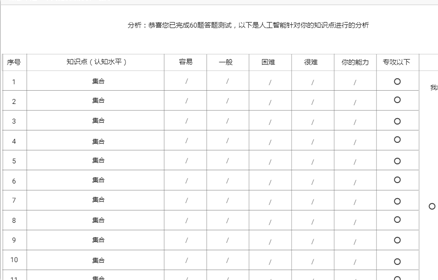 分析：恭喜您已完成60题答题测试，以下是人工智能针对你的知识点进行的分析
序号 知识点（认知水平） 容易 一般 困难 很难 你的能力 专攻以下
1 集合 / / / / /
我
2 集合 / / / / /
3 集合 / / / / /
4 集合 / / / / /
5 集合 / / / / /
6 集合 / / / / /
7 集合 / / / / /
8 集合 / / / / /
9 集合 / / / / /
10 集合 / / / / /
11 集合 / / / / /